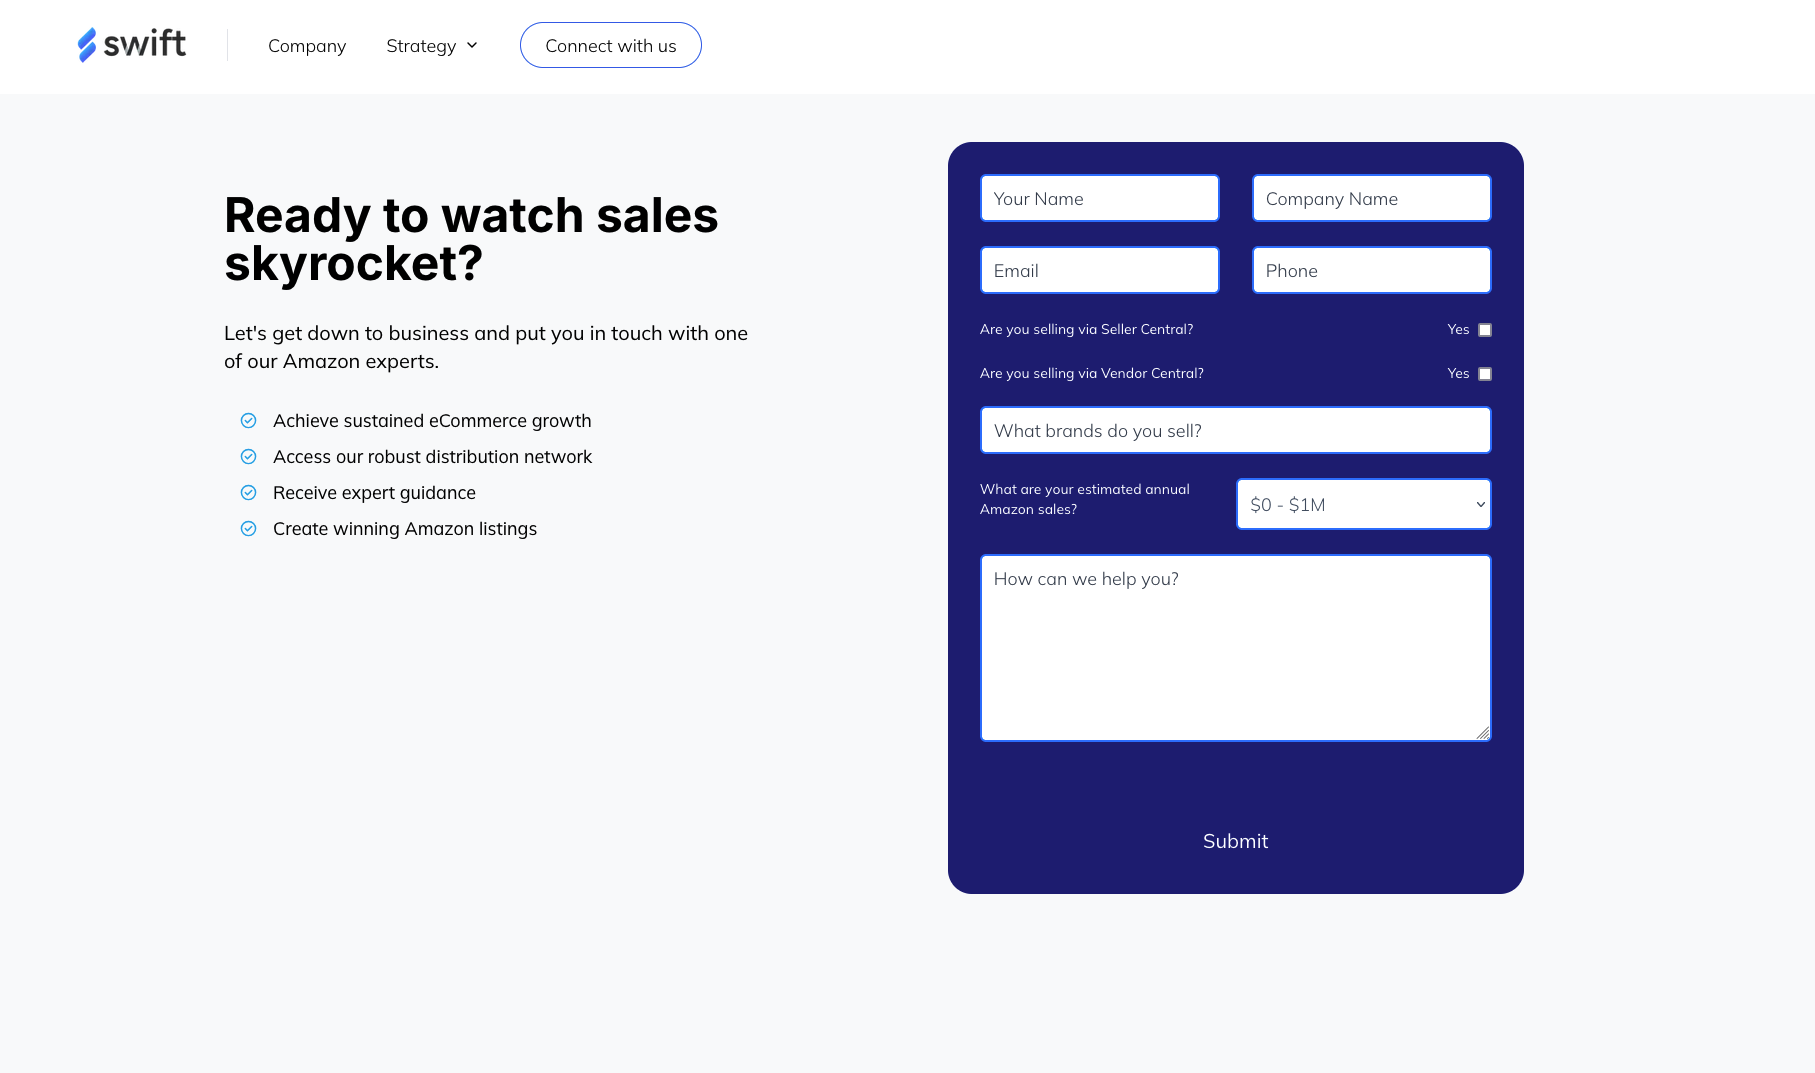 swift
Company
Strategy
Connect with us
Ready to watch sales
skyrocket?
Let's get down to business and put you in touch with one
of our Amazon experts.
Achieve sustained eCommerce growth
Access our robust distribution network
Receive expert guidance
Create winning Amazon listings
Your Name
Company Name
Email
Phone
Are you selling via Seller Central?
Yes
Are you selling via Vendor Central?
Yes
What brands do you sell?
What are your estimated annual
Amazon sales?
$0 - $1M
How can we help you?
Submit